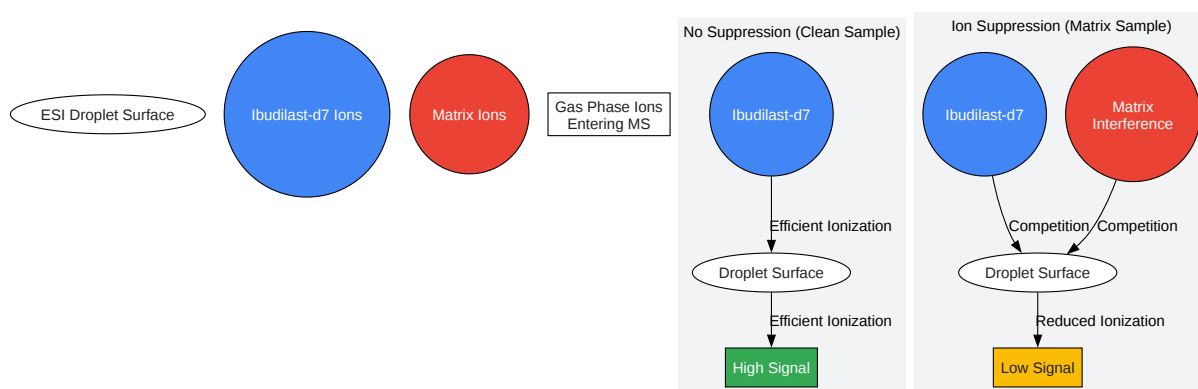 ESI Droplet Surface
Ibudilast-d7 Ions
Matrix Ions
Gas Phase Ions
Entering MS
No Suppression (Clean Sample)
Ibudilast-d7
Efficient Ionization
Droplet Surface
Efficient Ionization
High Signal
Ion Suppression (Matrix Sample)
Ibudilast-d7
Matrix
Interference
Competition
Competition
Droplet Surface
Reduced Ionization
Low Signal